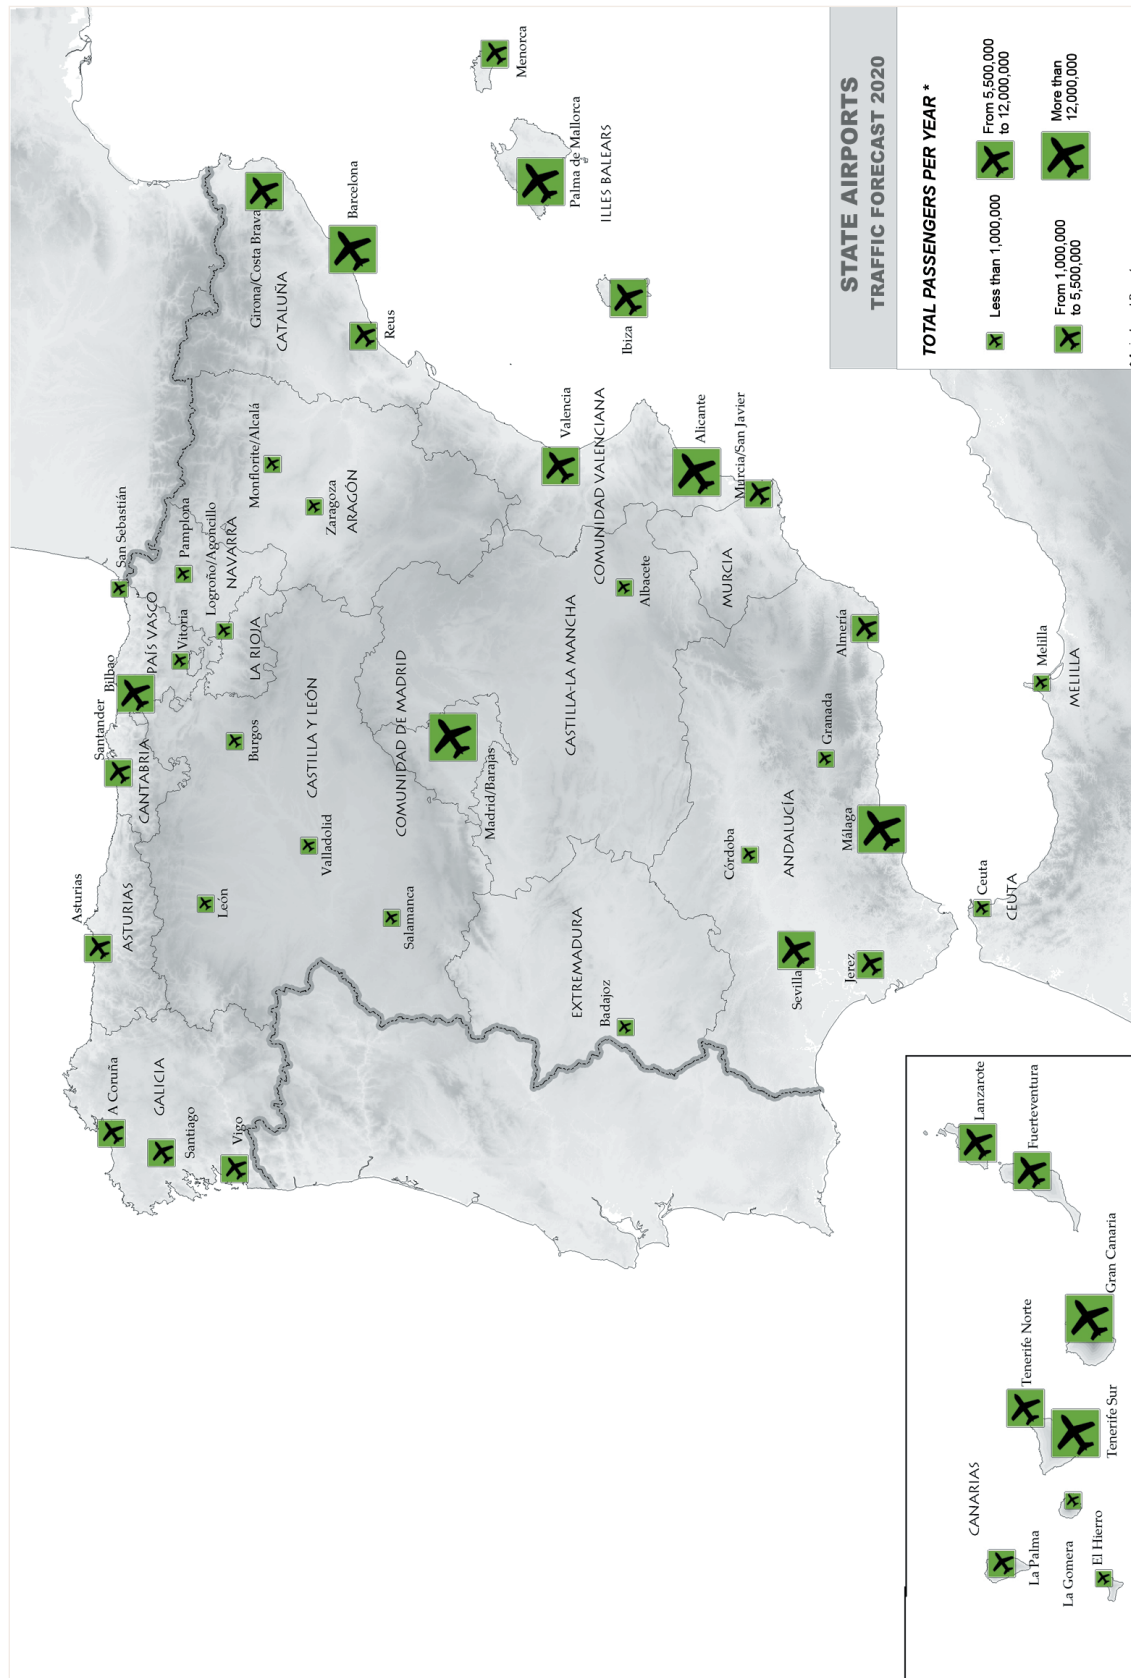 STATE AIRPORTS
TRAFFIC FORECAST 2020
TOTAL PASSENGERS PER YEAR *
Less than 1,000,000
From 1,000,000
to 5,500,000
From 5,500,000
to 12,000,000
More than
12,000,000
A Coruña
GALICIA
Santiago
Vigo
Asturias
ASTURIAS
Santander
CANTABRIA
Bilbao
PAÍS VASCO
Vitoria
San Sebastián
Pamplona
Logroño/Agoncillo
NAVARRA
LA RIOJA
León
Burgos
Valladolid
CASTILLA Y LEÓN
Salamanca
Monflorite/Alcalá
Zaragoza
ARAGÓN
Girona/Costa Brava
CATALUÑA
Barcelona
Reus
Menorca
Palma de Mallorca
ILLES BALEARS
Ibiza
COMUNIDAD DE MADRID
Madrid/Barajas
CASTILLA-LA MANCHA
Albacete
Valencia
COMUNIDAD VALENCIANA
Alicante
Murcia/San Javier
MURCIA
EXTREMADURA
Badajoz
Córdoba
ANDALUCÍA
Sevilla
Jerez
Málaga
Granada
Almería
Ceuta
CEUTA
Melilla
MELILLA
CANARIAS
La Palma
La Gomera
El Hierro
Tenerife Norte
Tenerife Sur
Gran Canaria
Fuerteventura
Lanzarote